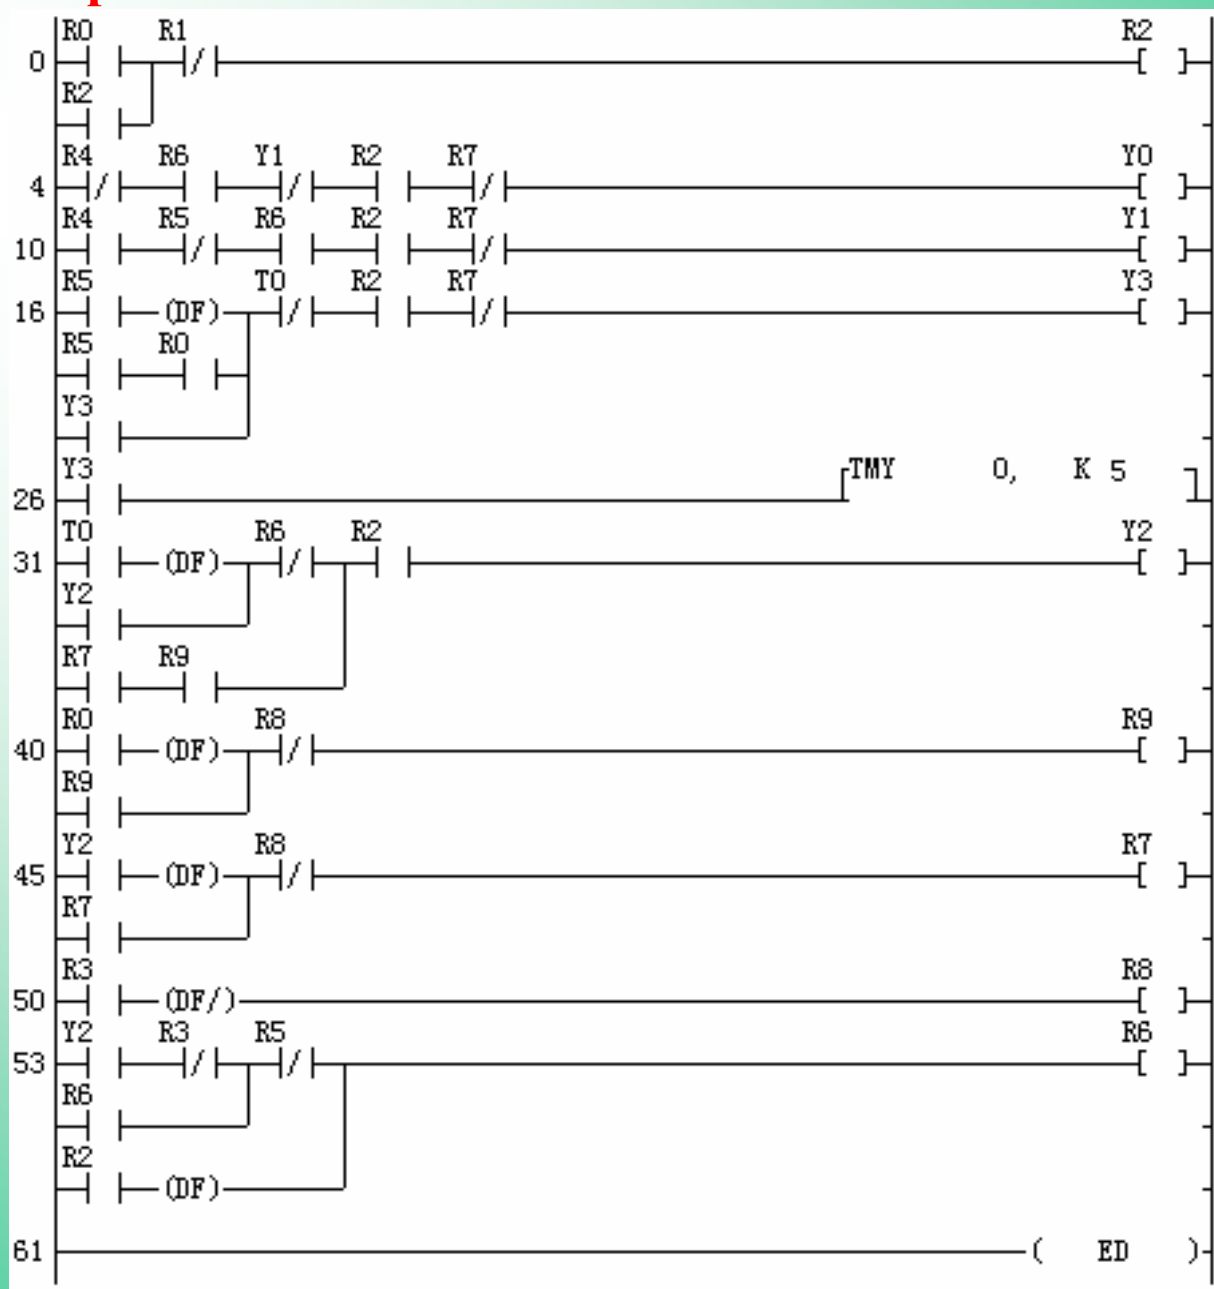 R0 R1 R2
0 [ ]
R2
R4 R6 Y1 R2 R7 Y0
4 [ ]
R4 R5 R6 R2 R7 Y1
10 [ ]
R5 T0 R2 R7 Y3
16 (DF) [ ]
R5 R0
Y3
Y3 TMY 0, K 5
26
T0 R6 R2 Y2
31 (DF) [ ]
Y2
R7 R9
R0 R8 R9
40 (DF) [ ]
R9
Y2 R8 R7
45 (DF) [ ]
R7
R3 R8
50 (DF/) [ ]
Y2 R3 R5 R6
53 [ ]
R6
R2
(DF)
61 ( ED )